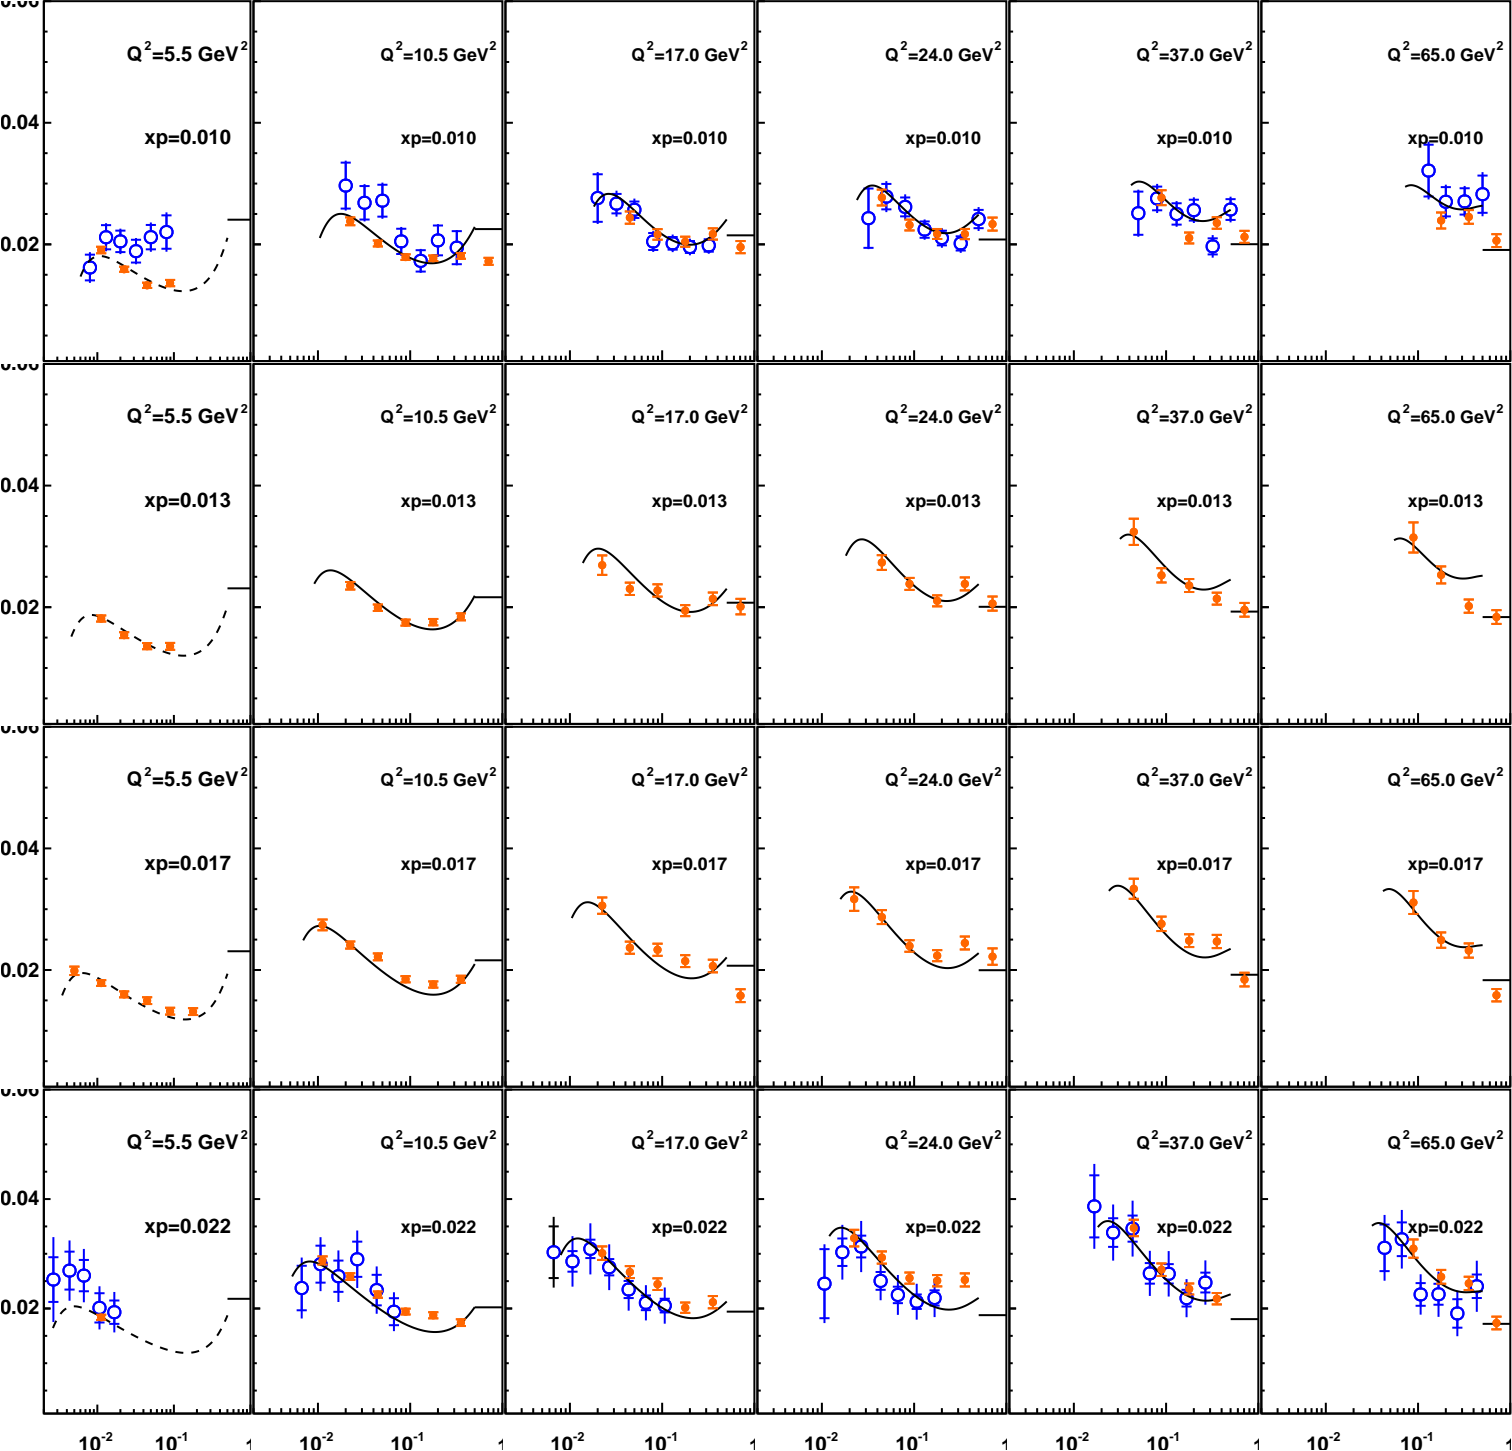 0.06
Q²=5.5 GeV² Q²=10.5 GeV² Q²=17.0 GeV² Q²=24.0 GeV² Q²=37.0 GeV² Q²=65.0 GeV²
0.04
xp=0.010 xp=0.010 xp=0.010 xp=0.010 xp=0.010 xp=0.010
0.02
0.06
Q²=5.5 GeV² Q²=10.5 GeV² Q²=17.0 GeV² Q²=24.0 GeV² Q²=37.0 GeV² Q²=65.0 GeV²
0.04
xp=0.013 xp=0.013 xp=0.013 xp=0.013 xp=0.013 xp=0.013
0.02
0.06
Q²=5.5 GeV² Q²=10.5 GeV² Q²=17.0 GeV² Q²=24.0 GeV² Q²=37.0 GeV² Q²=65.0 GeV²
0.04
xp=0.017 xp=0.017 xp=0.017 xp=0.017 xp=0.017 xp=0.017
0.02
0.06
Q²=5.5 GeV² Q²=10.5 GeV² Q²=17.0 GeV² Q²=24.0 GeV² Q²=37.0 GeV² Q²=65.0 GeV²
0.04
xp=0.022 xp=0.022 xp=0.022 xp=0.022 xp=0.022 xp=0.022
0.02
10⁻² 10⁻¹ 1 10⁻² 10⁻¹ 1 10⁻² 10⁻¹ 1 10⁻² 10⁻¹ 1 10⁻² 10⁻¹ 1 10⁻² 10⁻¹ 1